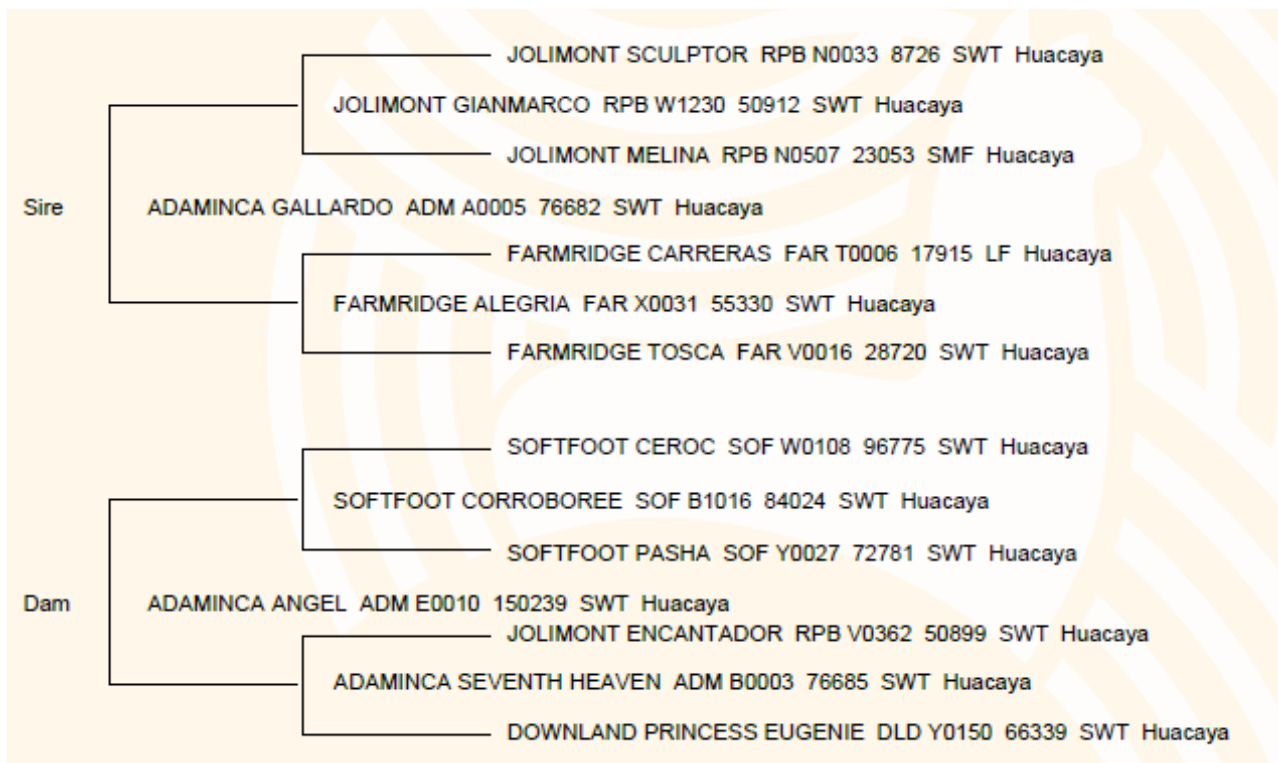 JOLIMONT SCULPTOR RPB N0033 8726 SWT Huacaya
JOLIMONT GIANMARCO RPB W1230 50912 SWT Huacaya
JOLIMONT MELINA RPB N0507 23053 SMF Huacaya
Sire ADAMINCA GALLARDO ADM A0005 76682 SWT Huacaya
FARMRIDGE CARRERAS FAR T0006 17915 LF Huacaya
FARMRIDGE ALEGRIA FAR X0031 55330 SWT Huacaya
FARMRIDGE TOSCA FAR V0016 28720 SWT Huacaya
SOFTFOOT CEROC SOF W0108 96775 SWT Huacaya
SOFTFOOT CORROBOREE SOF B1016 84024 SWT Huacaya
SOFTFOOT PASHA SOF Y0027 72781 SWT Huacaya
Dam ADAMINCA ANGEL ADM E0010 150239 SWT Huacaya
JOLIMONT ENCANTADOR RPB V0362 50899 SWT Huacaya
ADAMINCA SEVENTH HEAVEN ADM B0003 76685 SWT Huacaya
DOWNLAND PRINCESS EUGENIE DLD Y0150 66339 SWT Huacaya